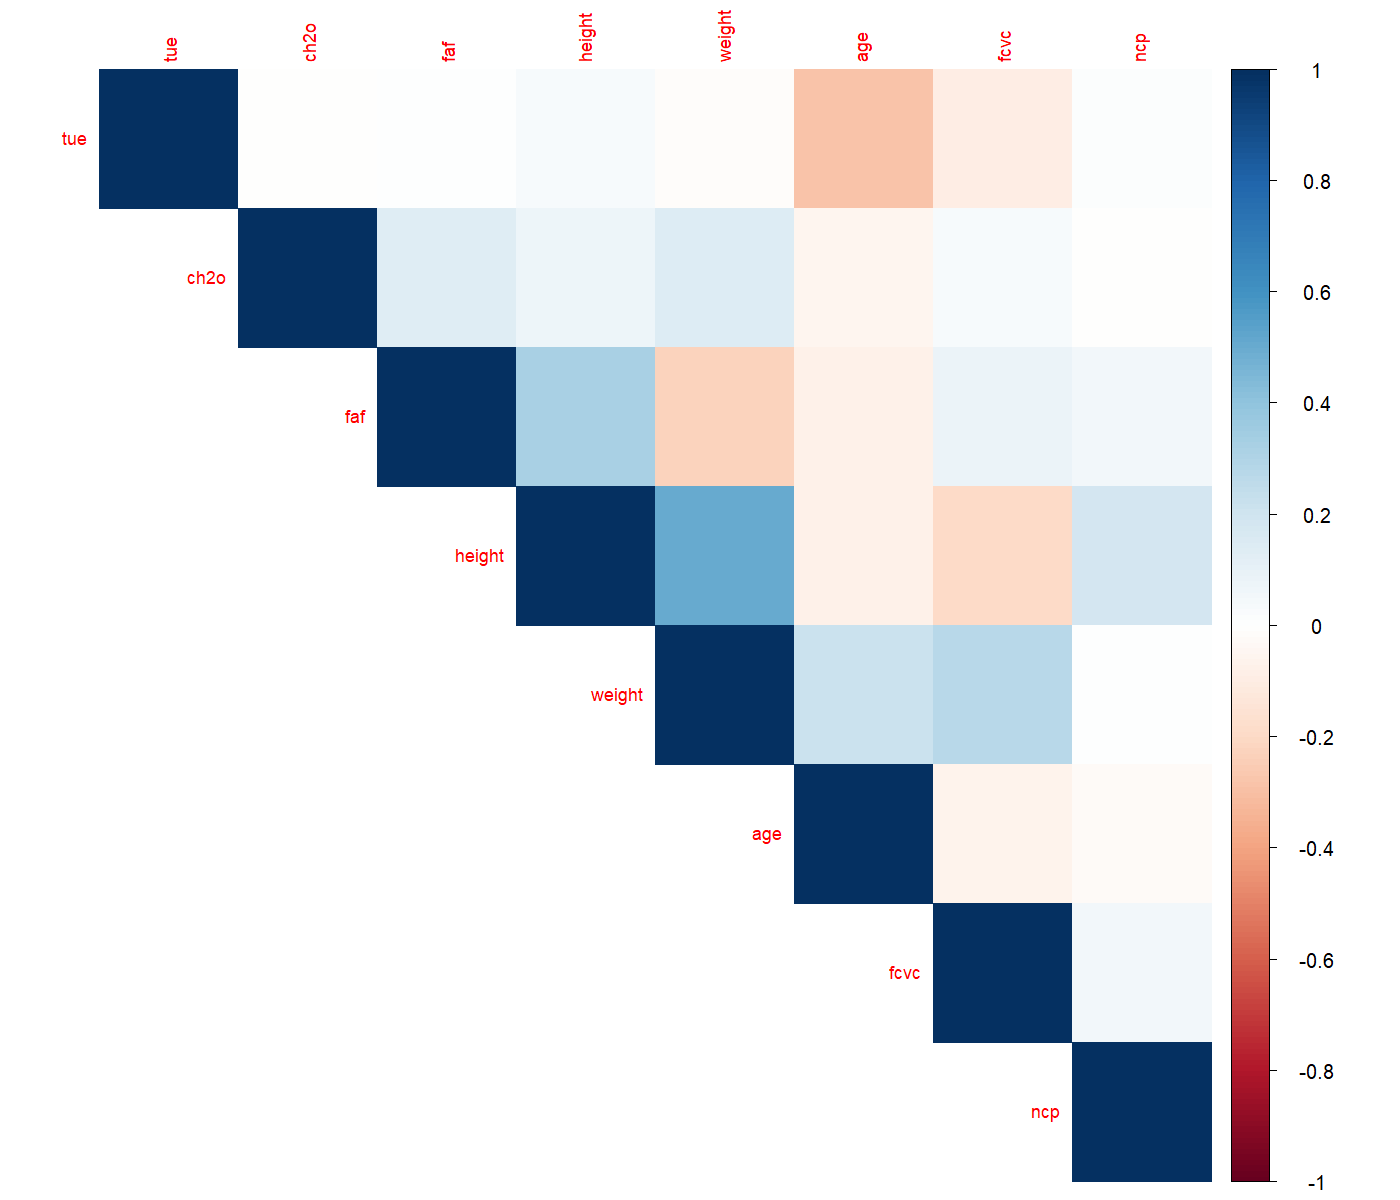 tue
ch2o
faf
height
weight
age
fcvc
ncp
tue
ch2o
faf
height
weight
age
fcvc
ncp
1
0.8
0.6
0.4
0.2
0
-0.2
-0.4
-0.6
-0.8
-1